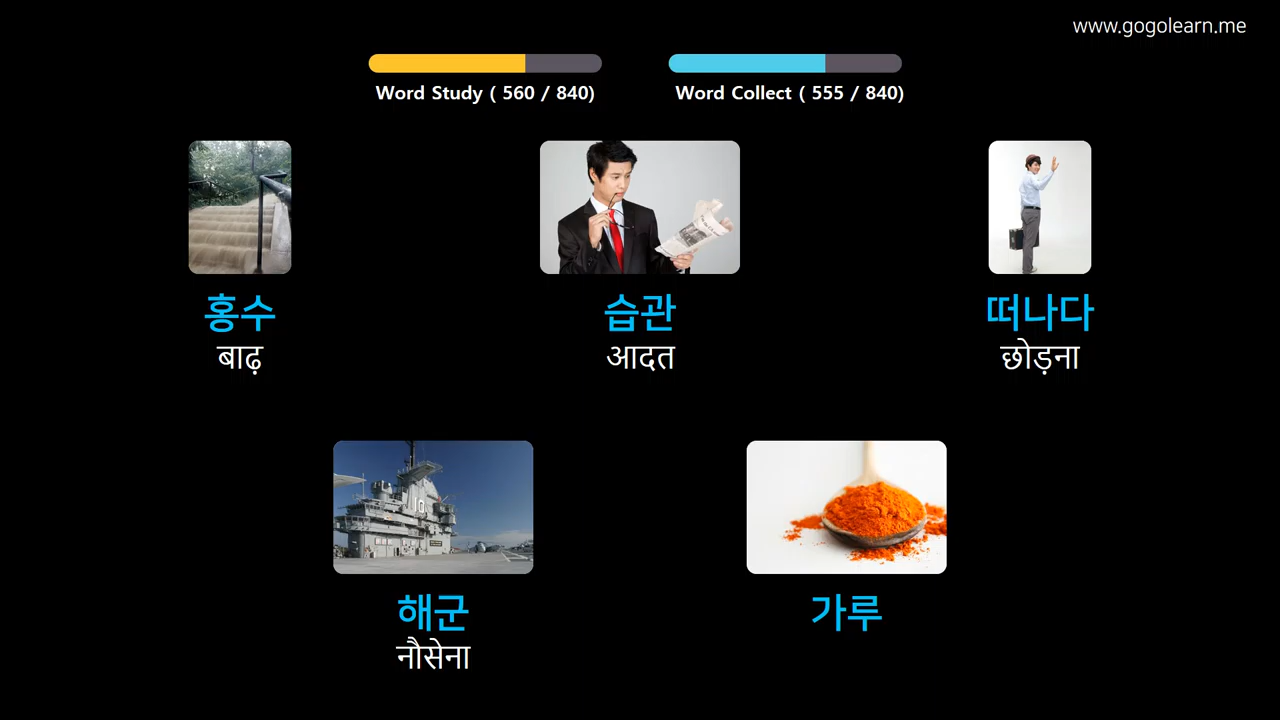 www.gogolearn.me
Word Study ( 560 / 840)
Word Collect ( 555 / 840)
홍수
बाढ़
습관
आदत
떠나다
छोड़ना
해군
नौसेना
가루